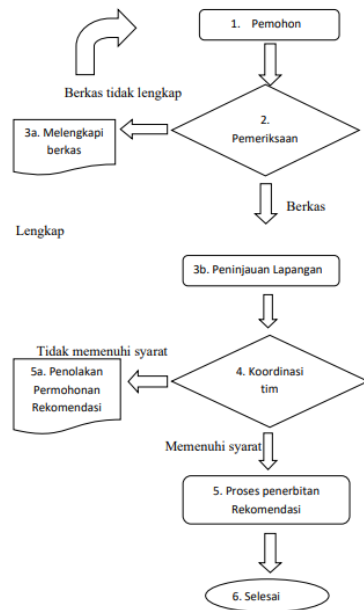 1. Pemohon
Berkas tidak lengkap
2.
Pemeriksaan
3a. Melengkapi
berkas
Berkas
Lengkap
3b. Peninjauan Lapangan
Tidak memenuhi syarat
4. Koordinasi
tim
5a. Penolakan
Permohonan
Rekomendasi
Memenuhi syarat
5. Proses penerbitan
Rekomendasi
6. Selesai